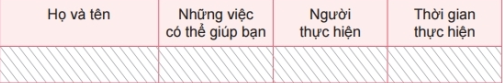 Họ và tên
Những việc
có thể giúp bạn
Người
thực hiện
Thời gian
thực hiện